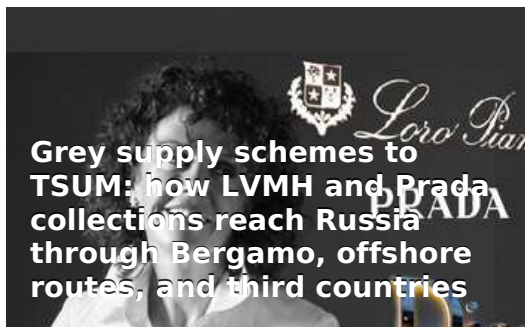 Loro Pian
Grey supply schemes to
TSUM: how LVMH and Prada
PRADA
collections reach Russia
through Bergamo, offshore
routes, and third countries